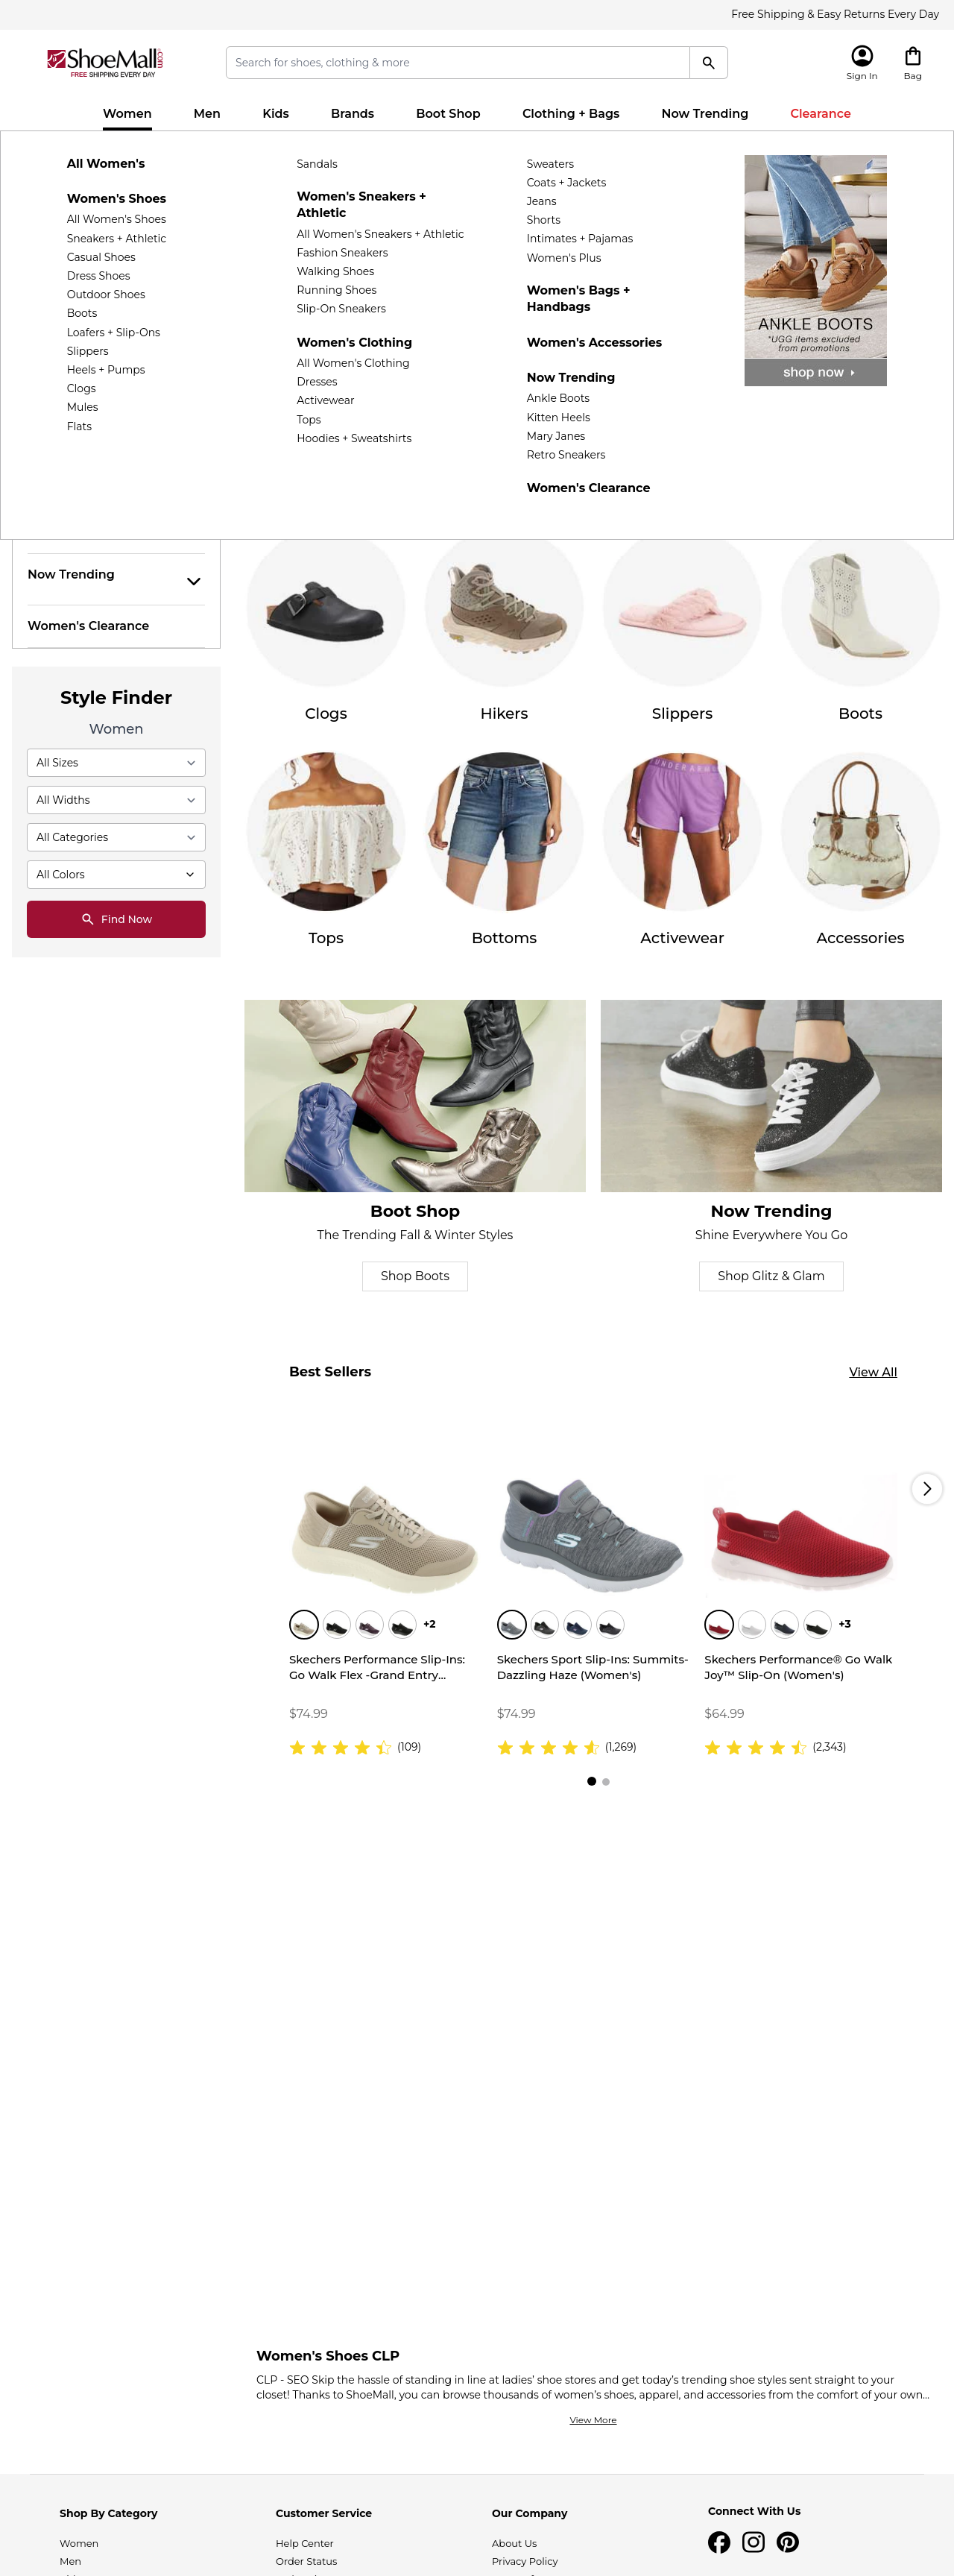 Free Shipping & Easy Returns Every Day
ShoeMall.com
FREE SHIPPING EVERY DAY
Search for shoes, clothing & more
Sign In
Bag
Women
Men
Kids
Brands
Boot Shop
Clothing + Bags
Now Trending
Clearance
All Women's
Women's Shoes
All Women's Shoes
Sneakers + Athletic
Casual Shoes
Dress Shoes
Outdoor Shoes
Boots
Loafers + Slip-Ons
Slippers
Heels + Pumps
Clogs
Mules
Flats
Sandals
Women's Sneakers +
Athletic
All Women's Sneakers + Athletic
Fashion Sneakers
Walking Shoes
Running Shoes
Slip-On Sneakers
Women's Clothing
All Women's Clothing
Dresses
Activewear
Tops
Hoodies + Sweatshirts
Sweaters
Coats + Jackets
Jeans
Shorts
Intimates + Pajamas
Women's Plus
Women's Bags +
Handbags
Women's Accessories
Now Trending
Ankle Boots
Kitten Heels
Mary Janes
Retro Sneakers
Women's Clearance
ANKLE BOOTS
*UGG items excluded
from promotions
shop now
Now Trending
Women's Clearance
Style Finder
Women
All Sizes
All Widths
All Categories
All Colors
Find Now
Clogs
Hikers
Slippers
Boots
Tops
Bottoms
Activewear
Accessories
Boot Shop
The Trending Fall & Winter Styles
Shop Boots
Now Trending
Shine Everywhere You Go
Shop Glitz & Glam
Best Sellers
View All
+2
Skechers Performance Slip-Ins:
Go Walk Flex -Grand Entry...
$74.99
(109)
Skechers Sport Slip-Ins: Summits-
Dazzling Haze (Women's)
$74.99
(1,269)
+3
Skechers Performance® Go Walk
Joy™ Slip-On (Women's)
$64.99
(2,343)
Women's Shoes CLP
CLP - SEO Skip the hassle of standing in line at ladies' shoe stores and get today's trending shoe styles sent straight to your
closet! Thanks to ShoeMall, you can browse thousands of women's shoes, apparel, and accessories from the comfort of your own...
View More
Shop By Category
Women
Men
Customer Service
Help Center
Order Status
Our Company
About Us
Privacy Policy
Connect With Us